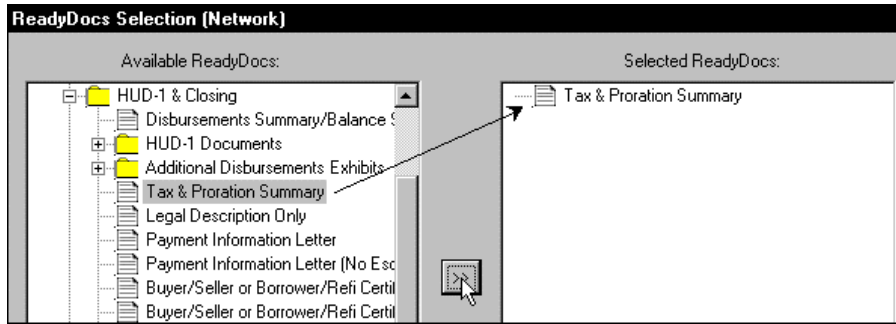 ReadyDocs Selection (Network)
Available ReadyDocs:
Selected ReadyDocs:
HUD-1 & Closing
Disbursements Summary/Balance
HUD-1 Documents
Additional Disbursements Exhibits
Tax & Proration Summary
Legal Description Only
Payment Information Letter
Payment Information Letter (No Esc
Buyer/Seller or Borrower/Refi Certi
Buyer/Seller or Borrower/Refi Certi
>>
Tax & Proration Summary